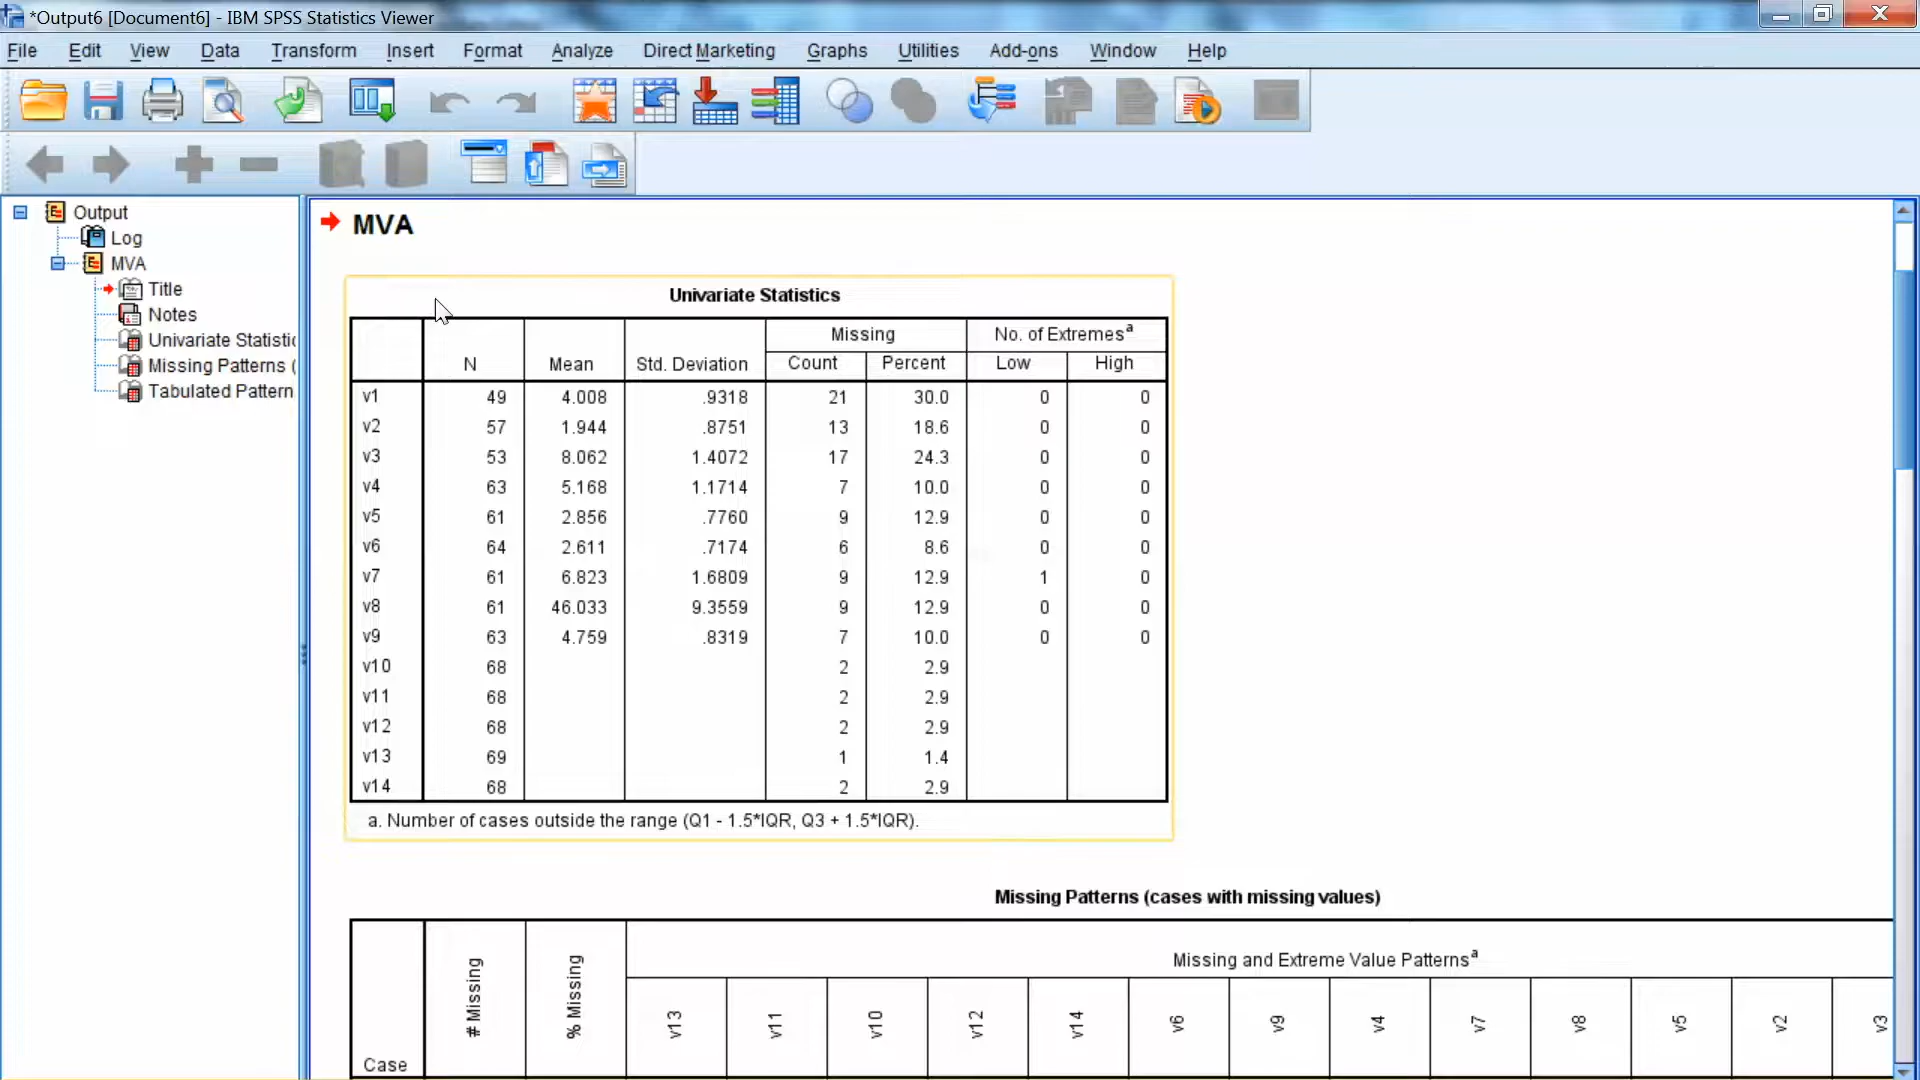 *Output6 [Document6] - IBM SPSS Statistics Viewer
File Edit View Data Transform Insert Format Analyze Direct Marketing Graphs Utilities Add-ons Window Help
Output
Log
MVA
Title
Notes
Univariate Statistic
Missing Patterns (
Tabulated Pattern
MVA
Univariate Statistics
Missing No. of Extremesa
N Mean Std. Deviation Count Percent Low High
v1 49 4.008 .9318 21 30.0 0 0
v2 57 1.944 .8751 13 18.6 0 0
v3 53 8.062 1.4072 17 24.3 0 0
v4 63 5.168 1.1714 7 10.0 0 0
v5 61 2.856 .7760 9 12.9 0 0
v6 64 2.611 .7174 6 8.6 0 0
v7 61 6.823 1.6809 9 12.9 1 0
v8 61 46.033 9.3559 9 12.9 0 0
v9 63 4.759 .8319 7 10.0 0 0
v10 68 2 2.9
v11 68 2 2.9
v12 68 2 2.9
v13 69 1 1.4
v14 68 2 2.9
a. Number of cases outside the range (Q1 - 1.5*IQR, Q3 + 1.5*IQR).
Missing Patterns (cases with missing values)
Missing and Extreme Value Patternsa
Case # Missing % Missing v13 v11 v10 v12 v14 v6 v9 v4 v7 v8 v5 v2 v3